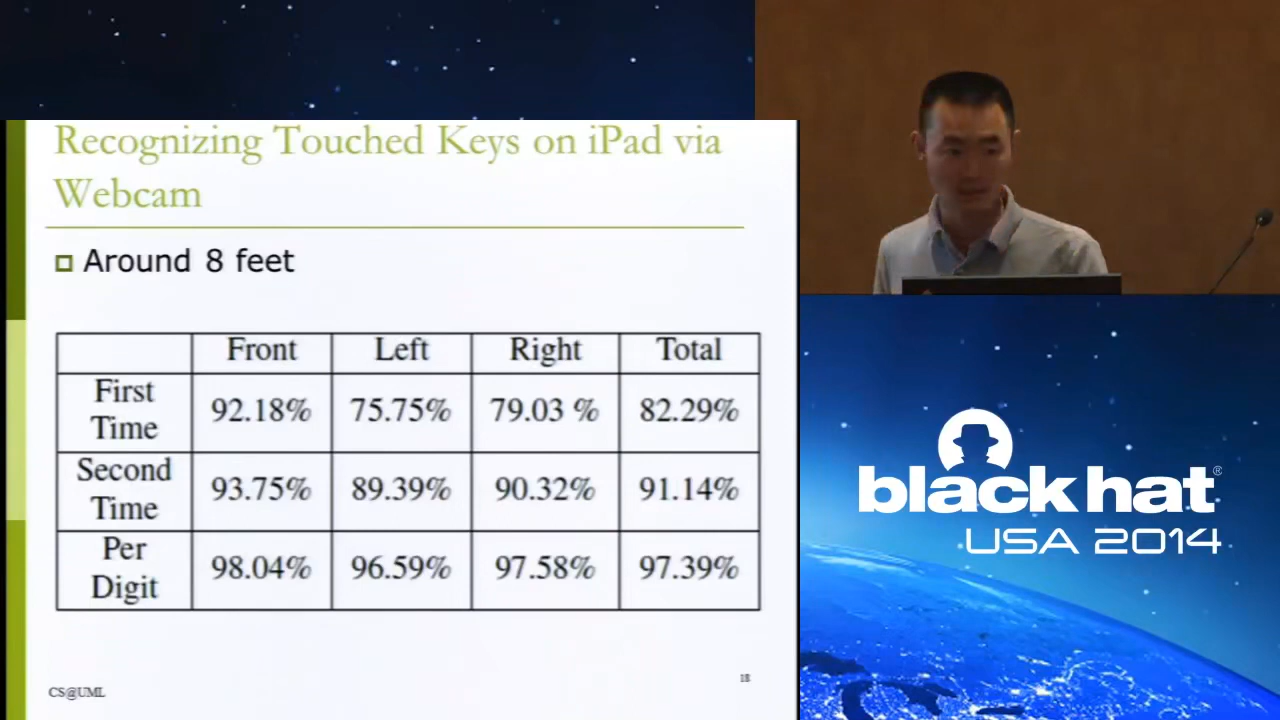 Recognizing Touched Keys on iPad via
Webcam
Around 8 feet
Front Left Right Total
First
Time 92.18% 75.75% 79.03 % 82.29%
Second
Time 93.75% 89.39% 90.32% 91.14%
Per
Digit 98.04% 96.59% 97.58% 97.39%
CS@UML
18
black hat®
USA 2014